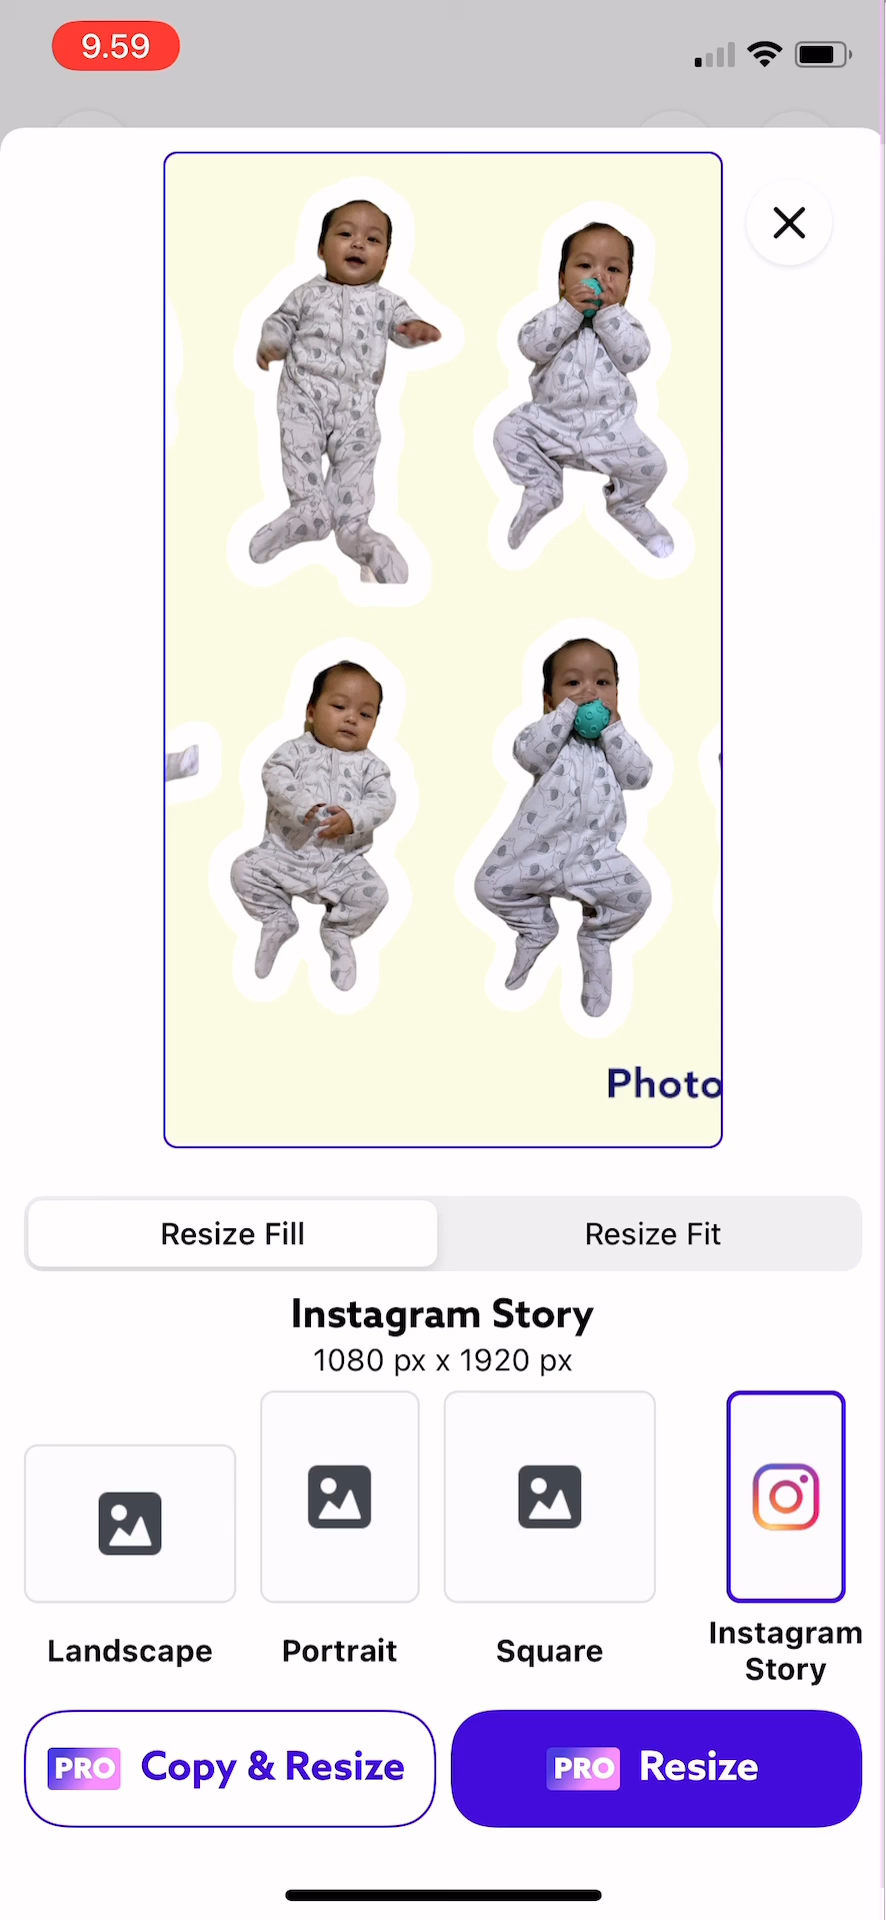 9.59
Photo
Resize Fill
Resize Fit
Instagram Story
1080 px x 1920 px
Landscape
Portrait
Square
Instagram
Story
PRO Copy & Resize
PRO Resize